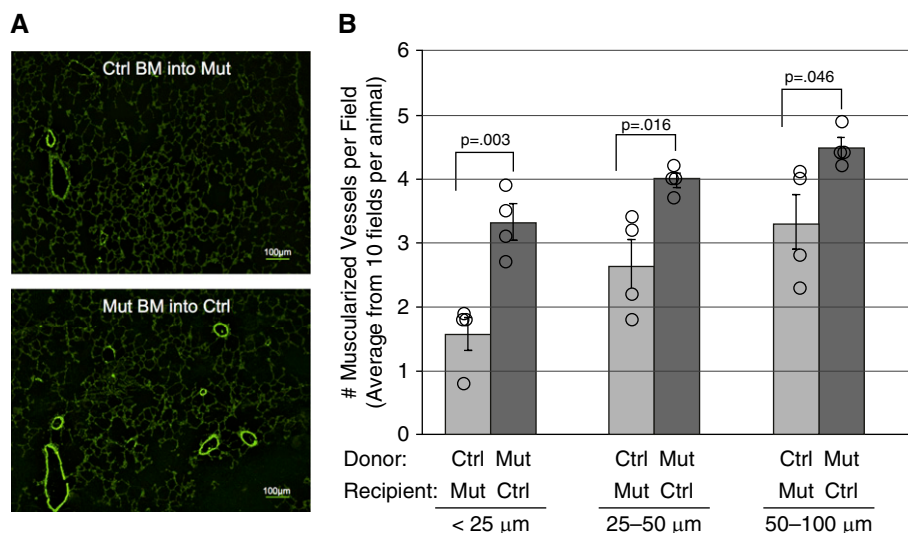 A
Ctrl BM into Mut
100µm
Mut BM into Ctrl
100µm
B
# Muscularized Vessels per Field
(Average from 10 fields per animal)
6
5
4
3
2
1
0
p=.003
p=.016
p=.046
Donor: Ctrl Mut Ctrl Mut Ctrl Mut
Recipient: Mut Ctrl Mut Ctrl Mut Ctrl
< 25 µm 25–50 µm 50–100 µm